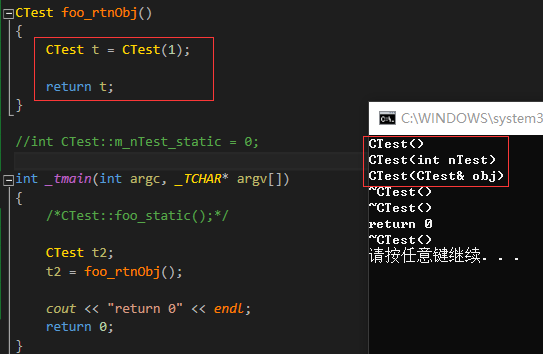 CTest foo_rtnObj()
{
CTest t = CTest(1);
return t;
}
//int CTest::m_nTest_static = 0;
int _tmain(int argc, _TCHAR* argv[])
{
/*CTest::foo_static();*/
CTest t2;
t2 = foo_rtnObj();
cout << "return 0" << endl;
return 0;
}
C:\WINDOWS\system3
CTest()
CTest(int nTest)
CTest(CTest& obj)
~CTest()
~CTest()
return 0
~CTest()
请按任意键继续. . .